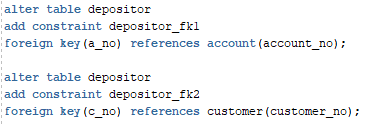 alter table depositor
add constraint depositor_fk1
foreign key(a_no) references account(account_no);
alter table depositor
add constraint depositor_fk2
foreign key(c_no) references customer(customer_no);